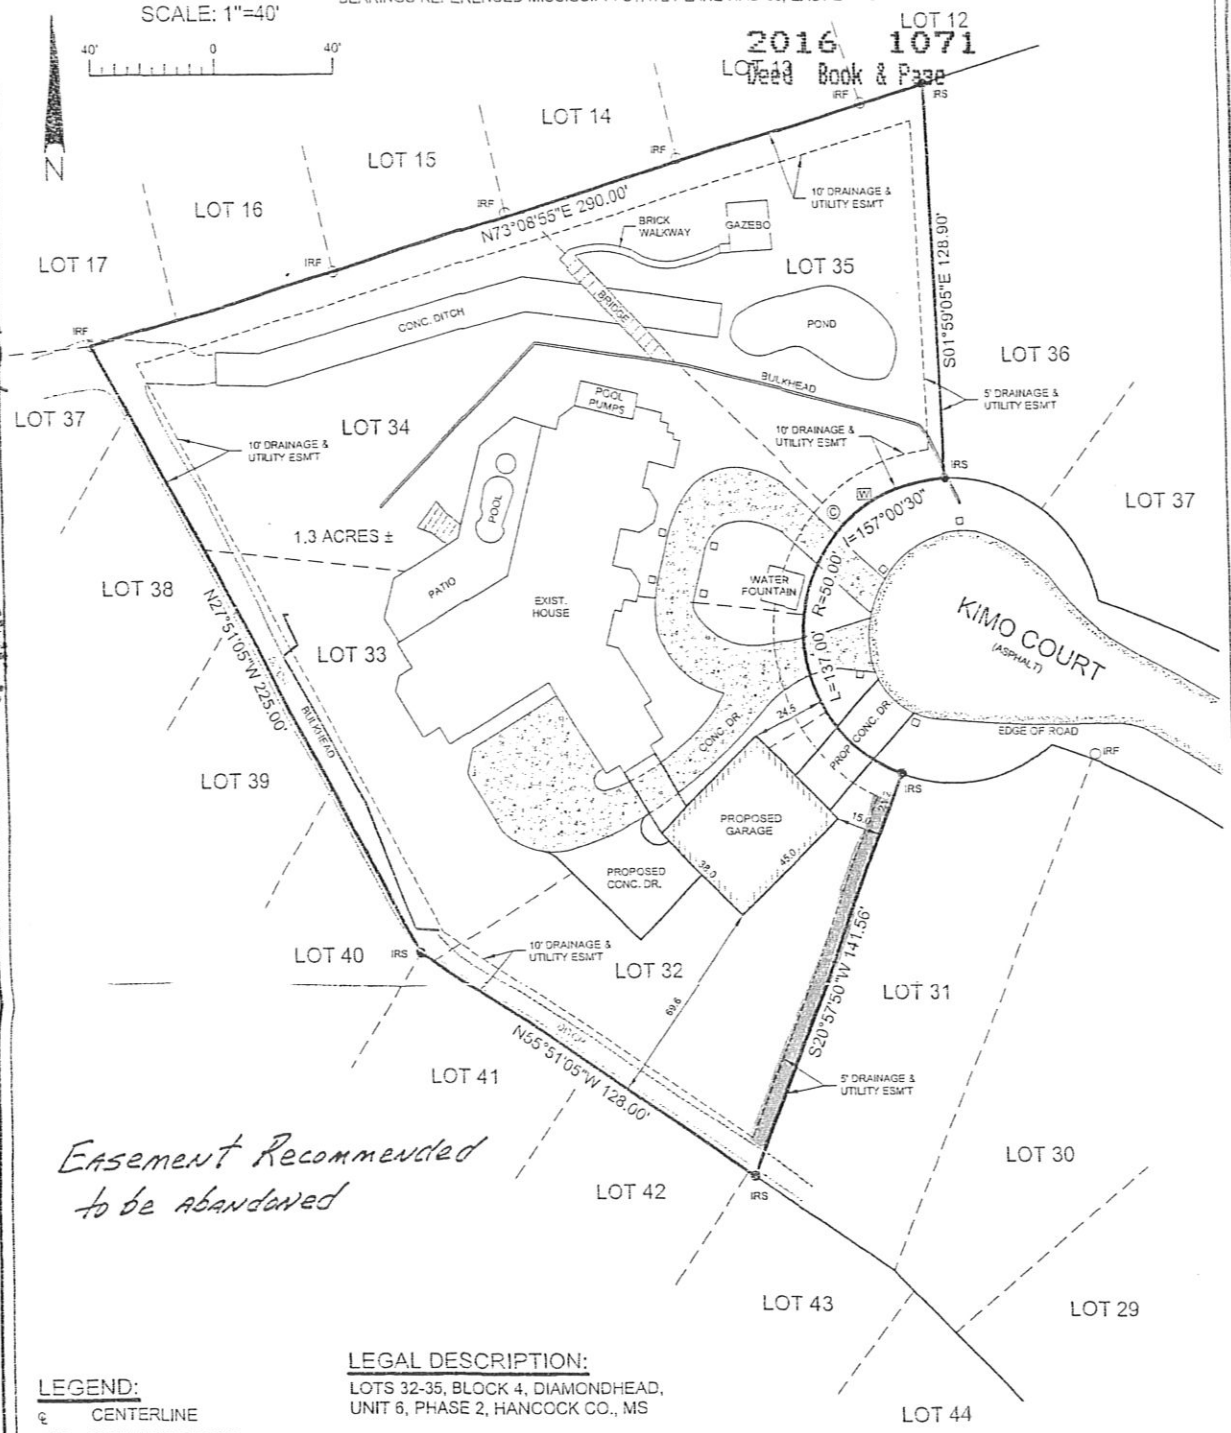 SCALE: 1"=40'
40' 0 40'
N
LOT 12
2016 1071
LOT 13
Deed Book & Page
IRF
IRS
LOT 14
IRF
LOT 15
IRF
LOT 16
IRF
LOT 17
IRF
N73°08'55"E 290.00'
10' DRAINAGE &
UTILITY ESM'T
BRICK
WALKWAY
GAZEBO
LOT 35
S01°59'05"E 128.90'
BRIDGE
CONC. DITCH
POND
LOT 36
BULKHEAD
5' DRAINAGE &
UTILITY ESM'T
LOT 37
LOT 34
POOL
PUMPS
10' DRAINAGE &
UTILITY ESM'T
10' DRAINAGE &
UTILITY ESM'T
IRS
LOT 37
POOL
W
C
I=157°00'30"
R=50.00'
L=137.00'
1.3 ACRES ±
LOT 38
PATIO
EXIST.
HOUSE
WATER
FOUNTAIN
KIMO COURT
(ASPHALT)
N27°51'05"W 225.00'
LOT 33
BULKHEAD
24.5
CONC. DR.
PROP. CONC. DR.
EDGE OF ROAD
IRF
LOT 39
IRS
21.2
15.0
PROPOSED
GARAGE
38.0
45.0
PROPOSED
CONC. DR.
LOT 40
IRS
10' DRAINAGE &
UTILITY ESM'T
LOT 32
69.6
S20°57'50"W 141.56'
LOT 31
N55°51'05"W 128.00'
LOT 41
5' DRAINAGE &
UTILITY ESM'T
Easement Recommended
to be abandoned
LOT 42
IRS
LOT 30
LOT 43
LOT 29
LEGEND:
℄ CENTERLINE
LEGAL DESCRIPTION:
LOTS 32-35, BLOCK 4, DIAMONDHEAD,
UNIT 6, PHASE 2, HANCOCK CO., MS
LOT 44